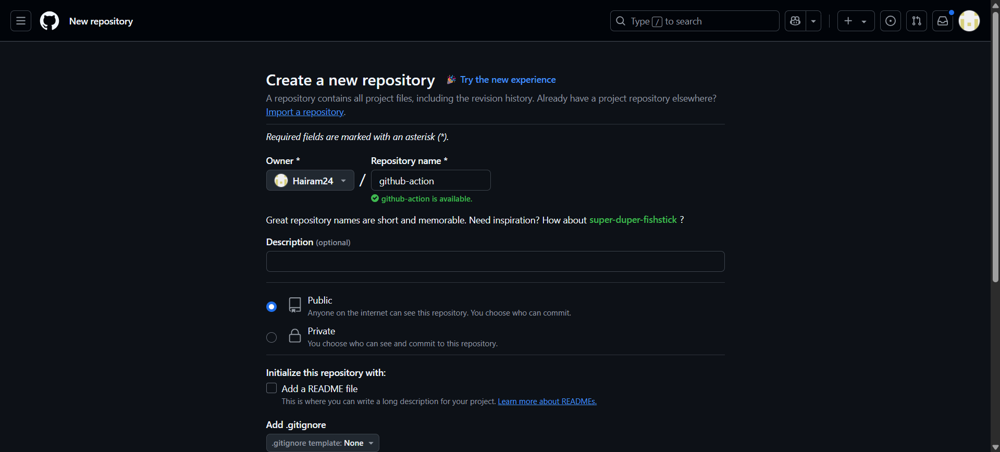 New repository
Type / to search
Create a new repository Try the new experience
A repository contains all project files, including the revision history. Already have a project repository elsewhere?
Import a repository.
Required fields are marked with an asterisk (*).
Owner * Repository name *
Hairam24 / github-action
github-action is available.
Great repository names are short and memorable. Need inspiration? How about super-duper-fishstick ?
Description (optional)
Public
Anyone on the internet can see this repository. You choose who can commit.
Private
You choose who can see and commit to this repository.
Initialize this repository with:
Add a README file
This is where you can write a long description for your project. Learn more about READMEs.
Add .gitignore
.gitignore template: None